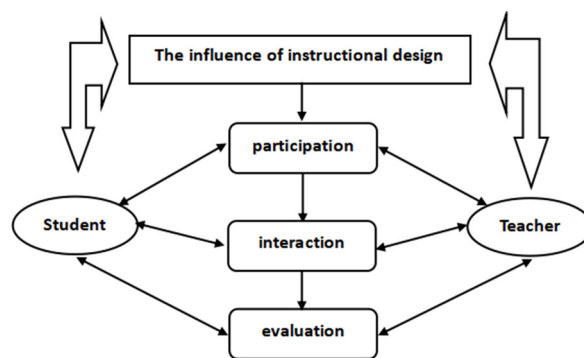 The influence of instructional design
participation
Student
Teacher
interaction
evaluation